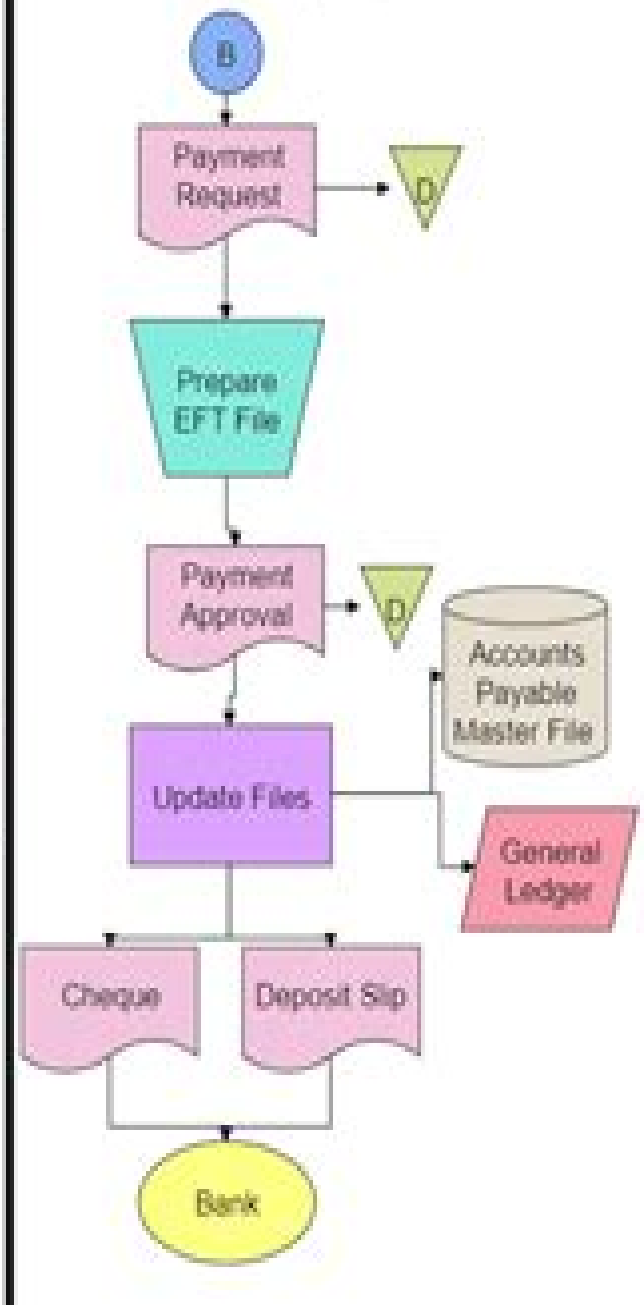 B
Payment
Request
D
Prepare
EFT File
Payment
Approval
D
Accounts
Payable
Master File
Update Files
General
Ledger
Cheque
Deposit Slip
Bank